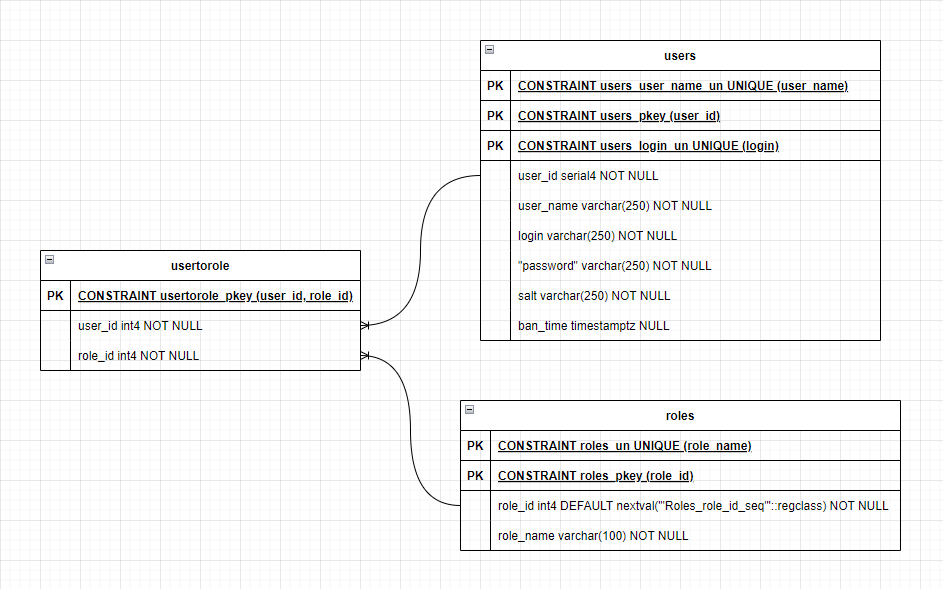 users
PK CONSTRAINT users_user_name_un UNIQUE (user_name)
PK CONSTRAINT users_pkey (user_id)
PK CONSTRAINT users_login_un UNIQUE (login)
user_id serial4 NOT NULL
user_name varchar(250) NOT NULL
login varchar(250) NOT NULL
"password" varchar(250) NOT NULL
salt varchar(250) NOT NULL
ban_time timestamptz NULL
usertorole
PK CONSTRAINT usertorole_pkey (user_id, role_id)
user_id int4 NOT NULL
role_id int4 NOT NULL
roles
PK CONSTRAINT roles_un UNIQUE (role_name)
PK CONSTRAINT roles_pkey (role_id)
role_id int4 DEFAULT nextval('"Roles_role_id_seq"'::regclass) NOT NULL
role_name varchar(100) NOT NULL